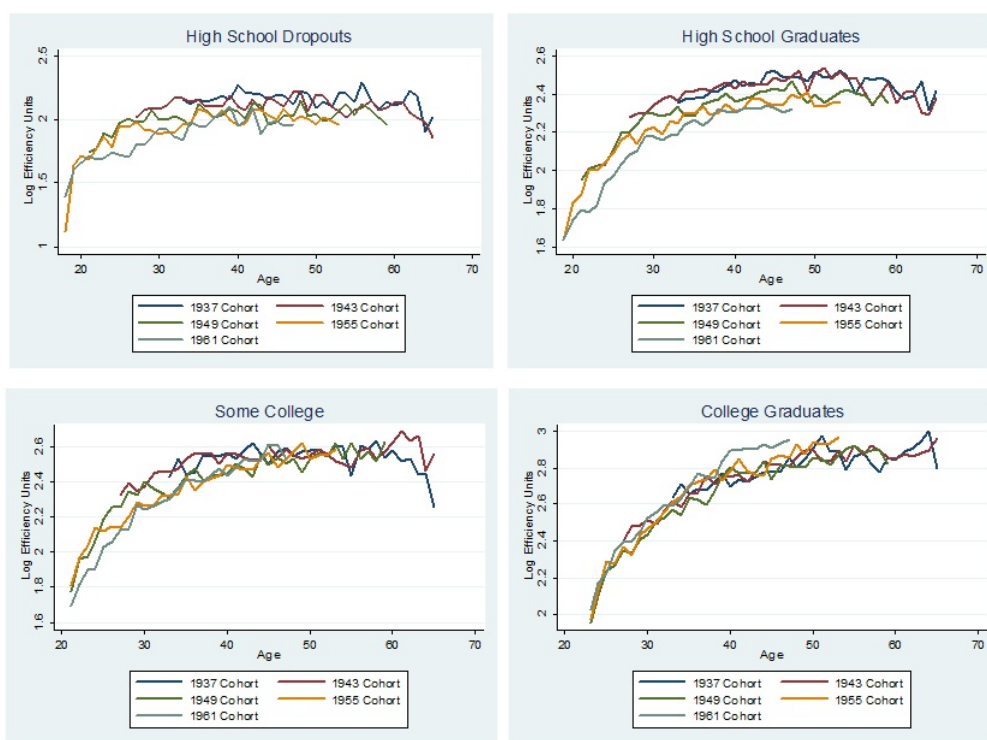 High School Dropouts
Log Efficiency Units
2.5
2
1.5
1
20 30 40 50 60 70
Age
1937 Cohort 1943 Cohort
1949 Cohort 1955 Cohort
1961 Cohort
High School Graduates
Log Efficiency Units
2.6
2.4
2.2
2
1.8
1.6
20 30 40 50 60 70
Age
1937 Cohort 1943 Cohort
1949 Cohort 1955 Cohort
1961 Cohort
Some College
Log Efficiency Units
2.6
2.4
2.2
2
1.8
1.6
20 30 40 50 60 70
Age
1937 Cohort 1943 Cohort
1949 Cohort 1955 Cohort
1961 Cohort
College Graduates
Log Efficiency Units
3
2.8
2.6
2.4
2.2
2
20 30 40 50 60 70
Age
1937 Cohort 1943 Cohort
1949 Cohort 1955 Cohort
1961 Cohort